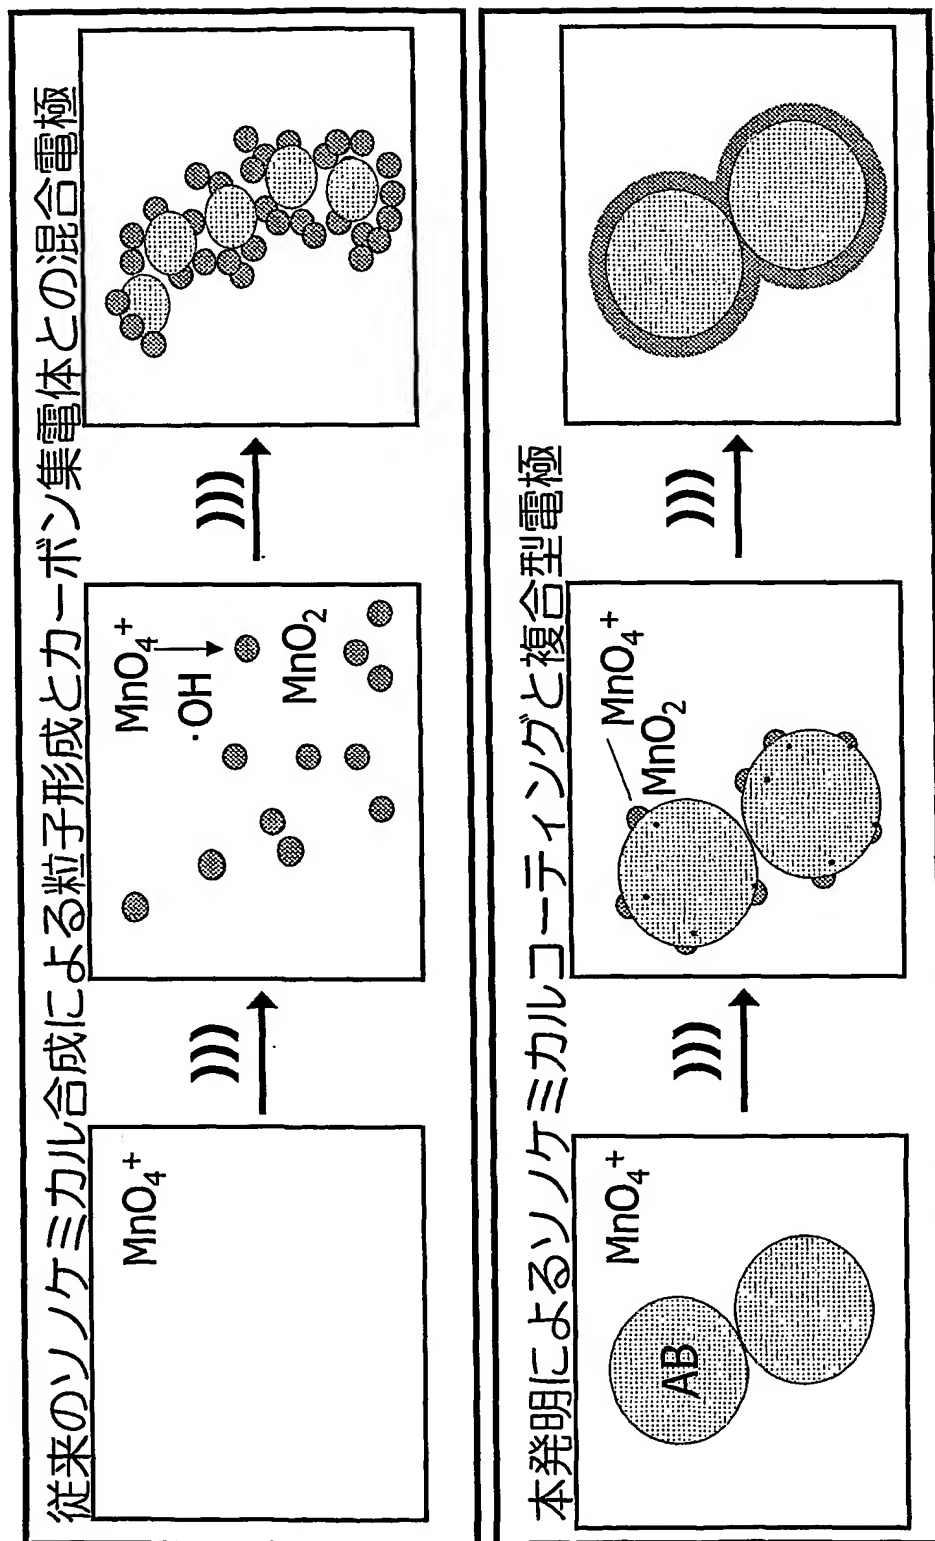 従来のソノケミカル合成による粒子形成とカーボン集電体との混合電極
MnO₄⁺
)))
MnO₄⁺
·OH
MnO₂
)))
本発明によるソノケミカルコーティングと複合型電極
AB
MnO₄⁺
)))
MnO₄⁺
MnO₂
)))